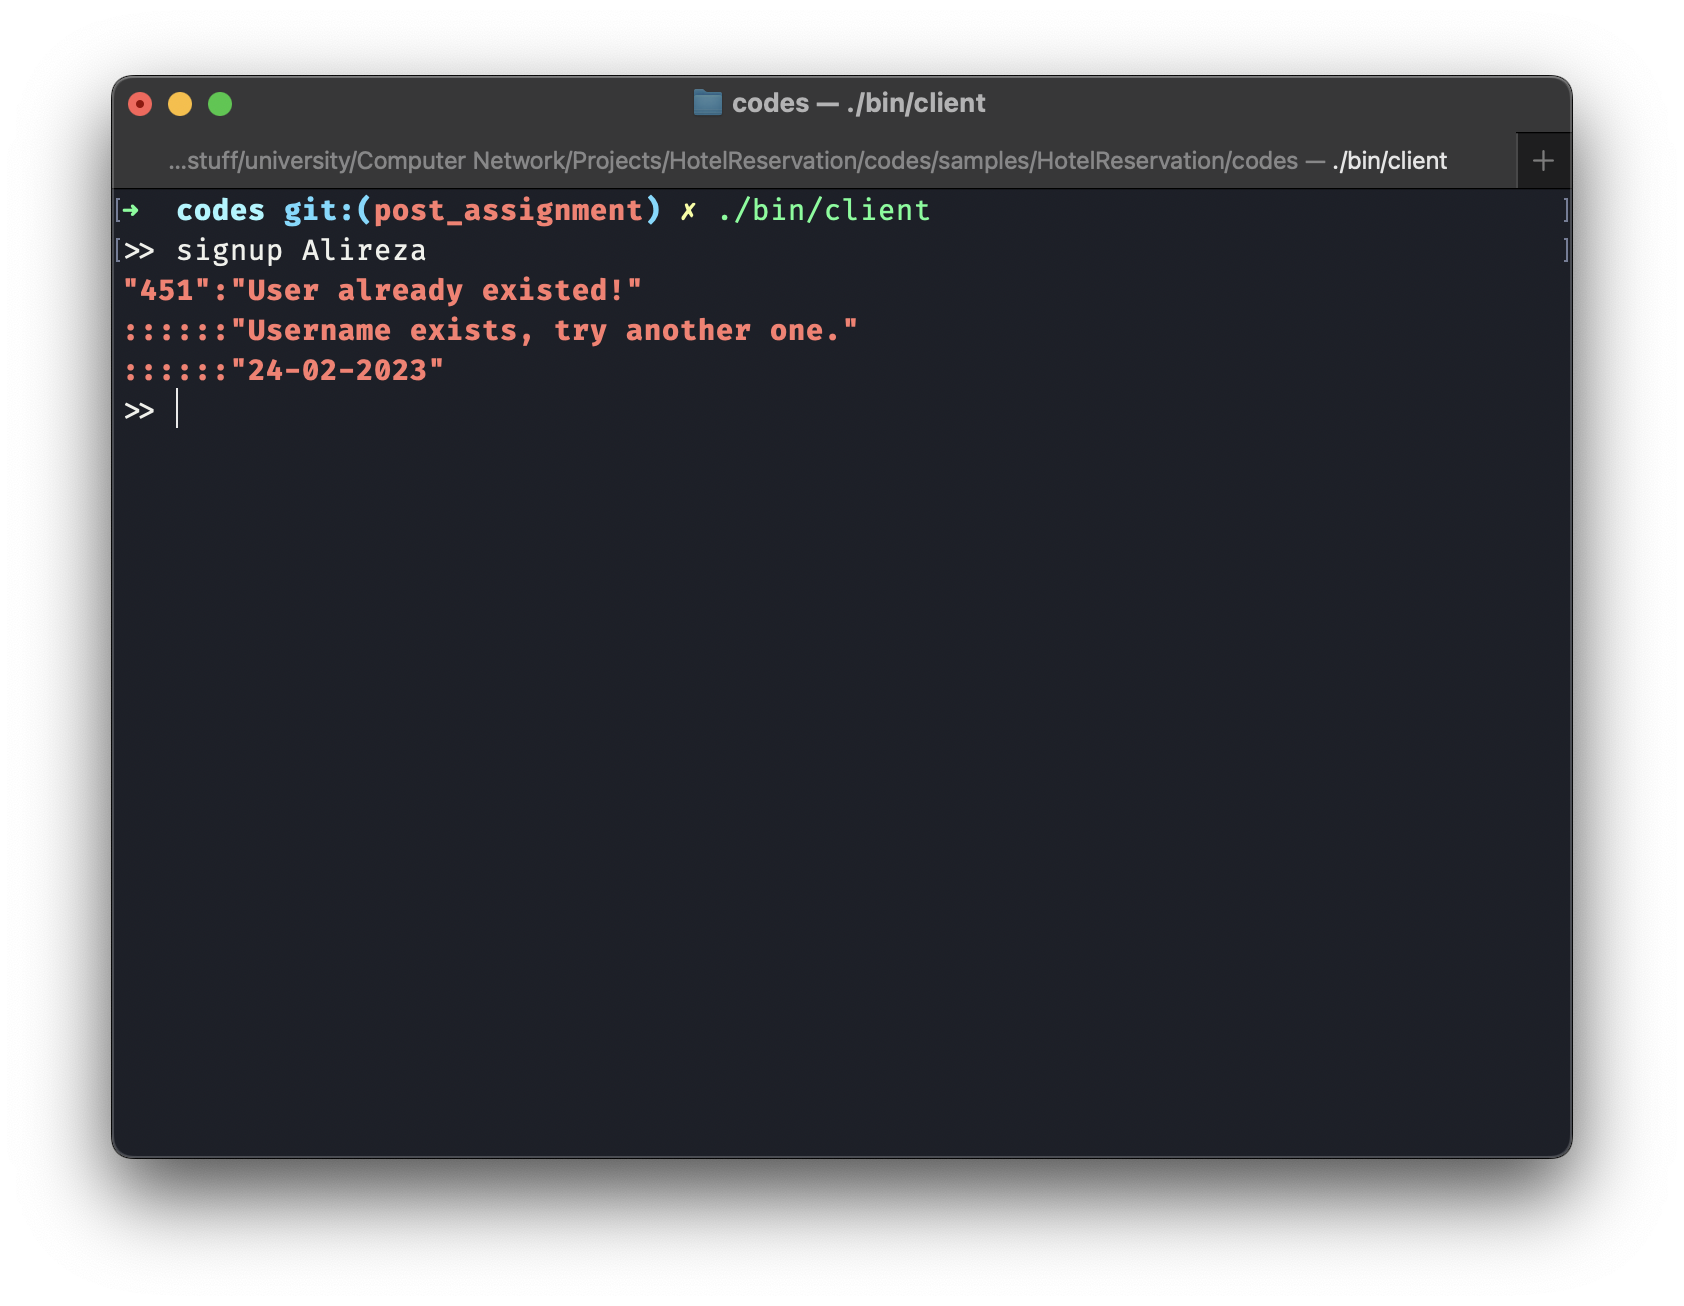 codes — ./bin/client
...stuff/university/Computer Network/Projects/HotelReservation/codes/samples/HotelReservation/codes — ./bin/client
+
[➜  codes git:(post_assignment) ✗ ./bin/client ]
[>> signup Alireza ]
"451":"User already existed!"
::::::"Username exists, try another one."
::::::"24-02-2023"
>>